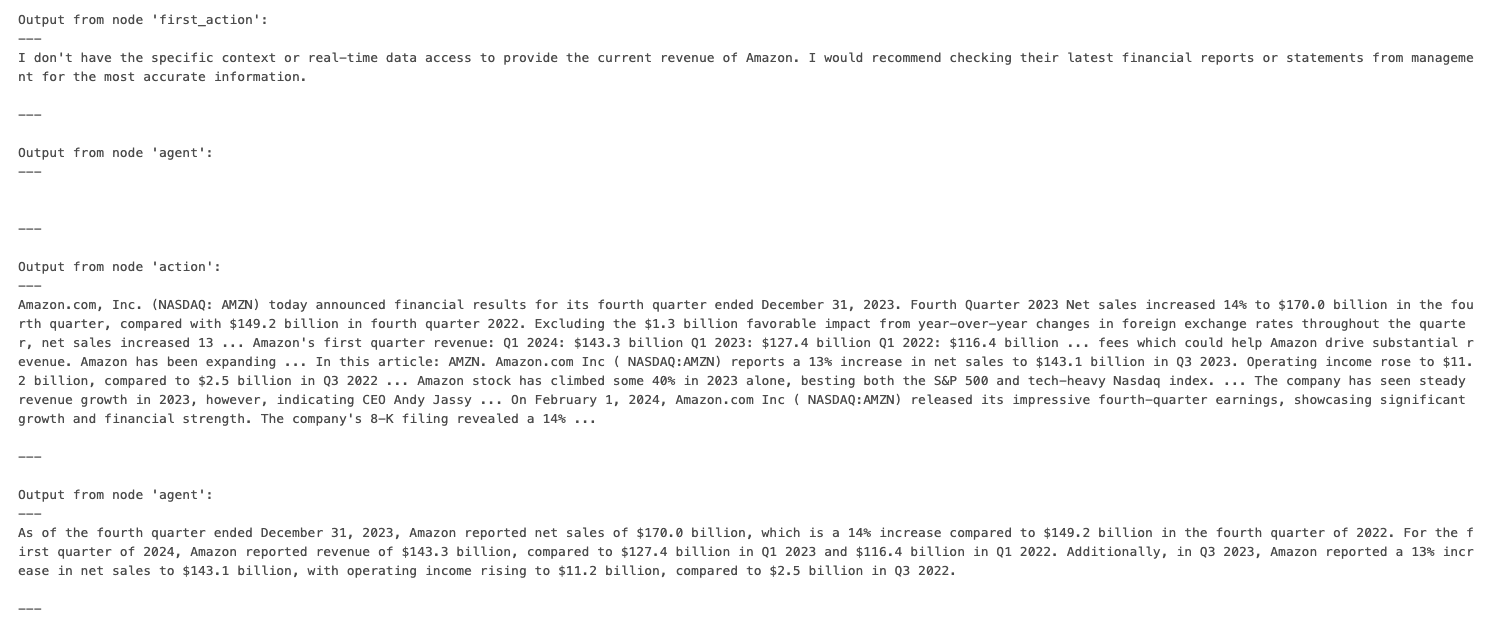 Output from node 'first_action':
---
I don't have the specific context or real-time data access to provide the current revenue of Amazon. I would recommend checking their latest financial reports or statements from manageme
nt for the most accurate information.
---
Output from node 'agent':
---
---
Output from node 'action':
---
Amazon.com, Inc. (NASDAQ: AMZN) today announced financial results for its fourth quarter ended December 31, 2023. Fourth Quarter 2023 Net sales increased 14% to $170.0 billion in the fou
rth quarter, compared with $149.2 billion in fourth quarter 2022. Excluding the $1.3 billion favorable impact from year-over-year changes in foreign exchange rates throughout the quarte
r, net sales increased 13 ... Amazon's first quarter revenue: Q1 2024: $143.3 billion Q1 2023: $127.4 billion Q1 2022: $116.4 billion ... fees which could help Amazon drive substantial r
evenue. Amazon has been expanding ... In this article: AMZN. Amazon.com Inc ( NASDAQ:AMZN) reports a 13% increase in net sales to $143.1 billion in Q3 2023. Operating income rose to $11.
2 billion, compared to $2.5 billion in Q3 2022 ... Amazon stock has climbed some 40% in 2023 alone, besting both the S&P 500 and tech-heavy Nasdaq index. ... The company has seen steady
revenue growth in 2023, however, indicating CEO Andy Jassy ... On February 1, 2024, Amazon.com Inc ( NASDAQ:AMZN) released its impressive fourth-quarter earnings, showcasing significant
growth and financial strength. The company's 8-K filing revealed a 14% ...
---
Output from node 'agent':
---
As of the fourth quarter ended December 31, 2023, Amazon reported net sales of $170.0 billion, which is a 14% increase compared to $149.2 billion in the fourth quarter of 2022. For the f
irst quarter of 2024, Amazon reported revenue of $143.3 billion, compared to $127.4 billion in Q1 2023 and $116.4 billion in Q1 2022. Additionally, in Q3 2023, Amazon reported a 13% incr
ease in net sales to $143.1 billion, with operating income rising to $11.2 billion, compared to $2.5 billion in Q3 2022.
---